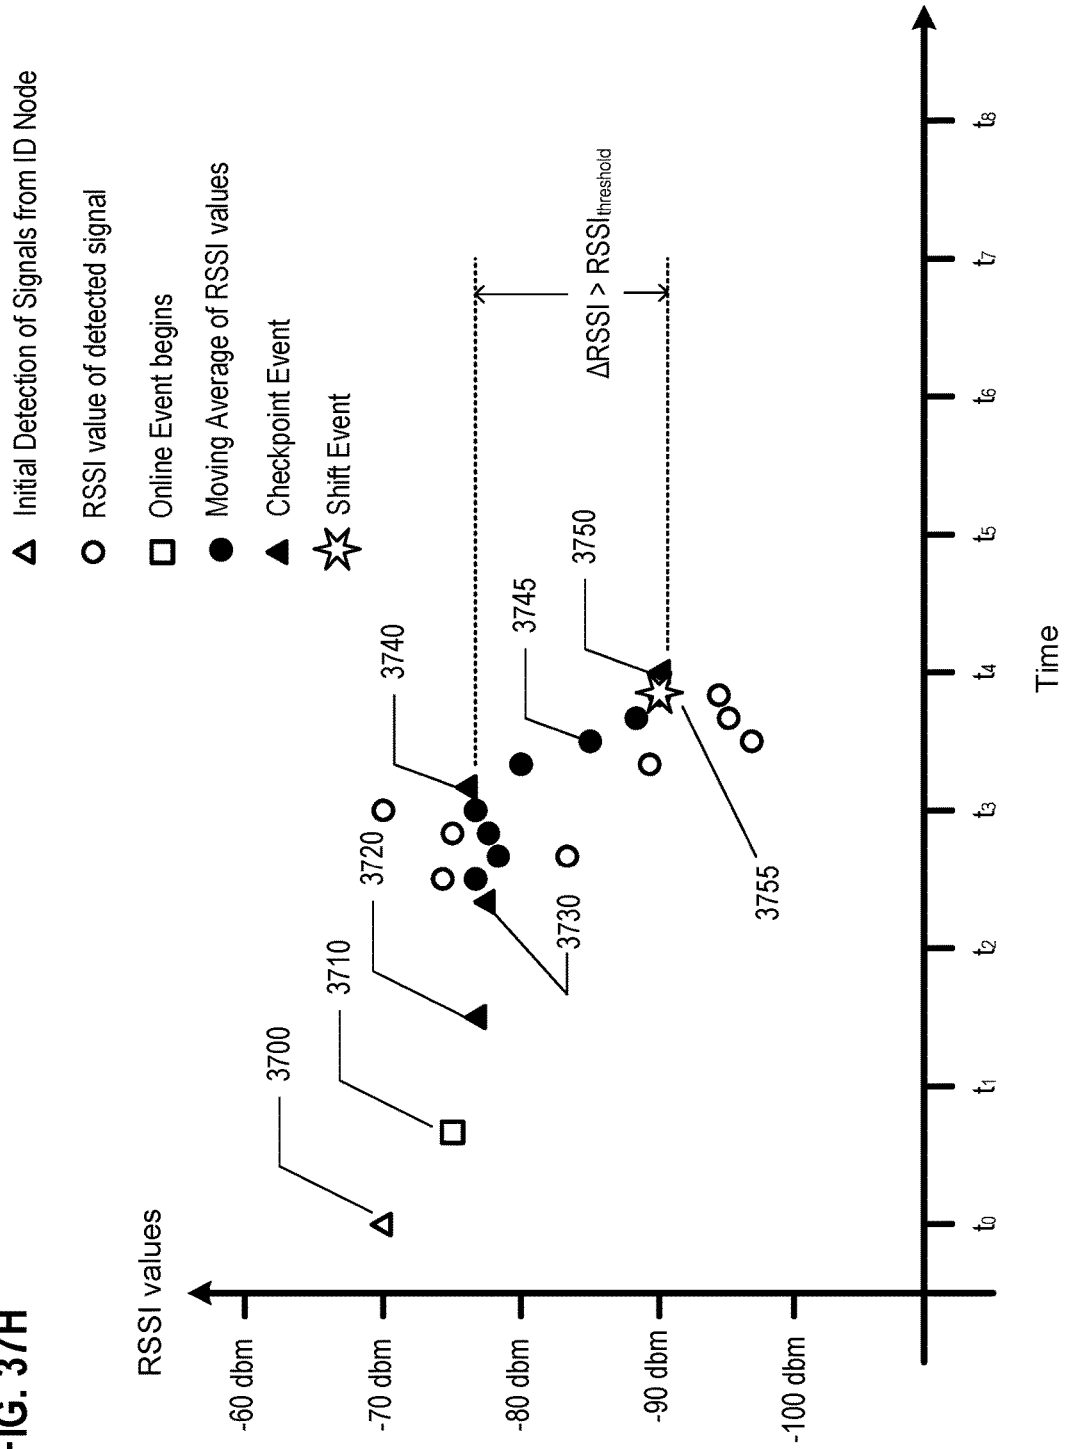 FIG. 37H
RSSI values
Initial Detection of Signals from ID Node
RSSI value of detected signal
Online Event begins
Moving Average of RSSI values
Checkpoint Event
Shift Event
-60 dbm
-70 dbm
-80 dbm
-90 dbm
-100 dbm
3700
3710
3720
3730
3740
3745
3750
3755
ΔRSSI > RSSIthreshold
t0
t1
t2
t3
t4
t5
t6
t7
t8
Time